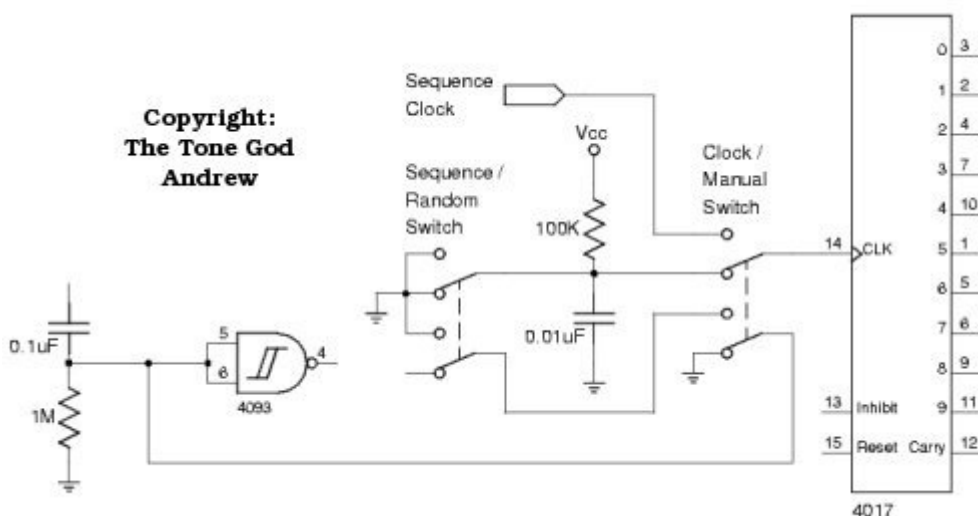 Copyright:
The Tone God
Andrew
Sequence
Clock
Vcc
Sequence /
Random
Switch
Clock /
Manual
Switch
100K
0.01uF
0.1uF
1M
5
6
4
4093
14
CLK
13
Inhibit
15
Reset
Carry
12
0
3
1
2
2
4
3
7
4
10
5
1
6
5
7
6
8
9
9
11
4017